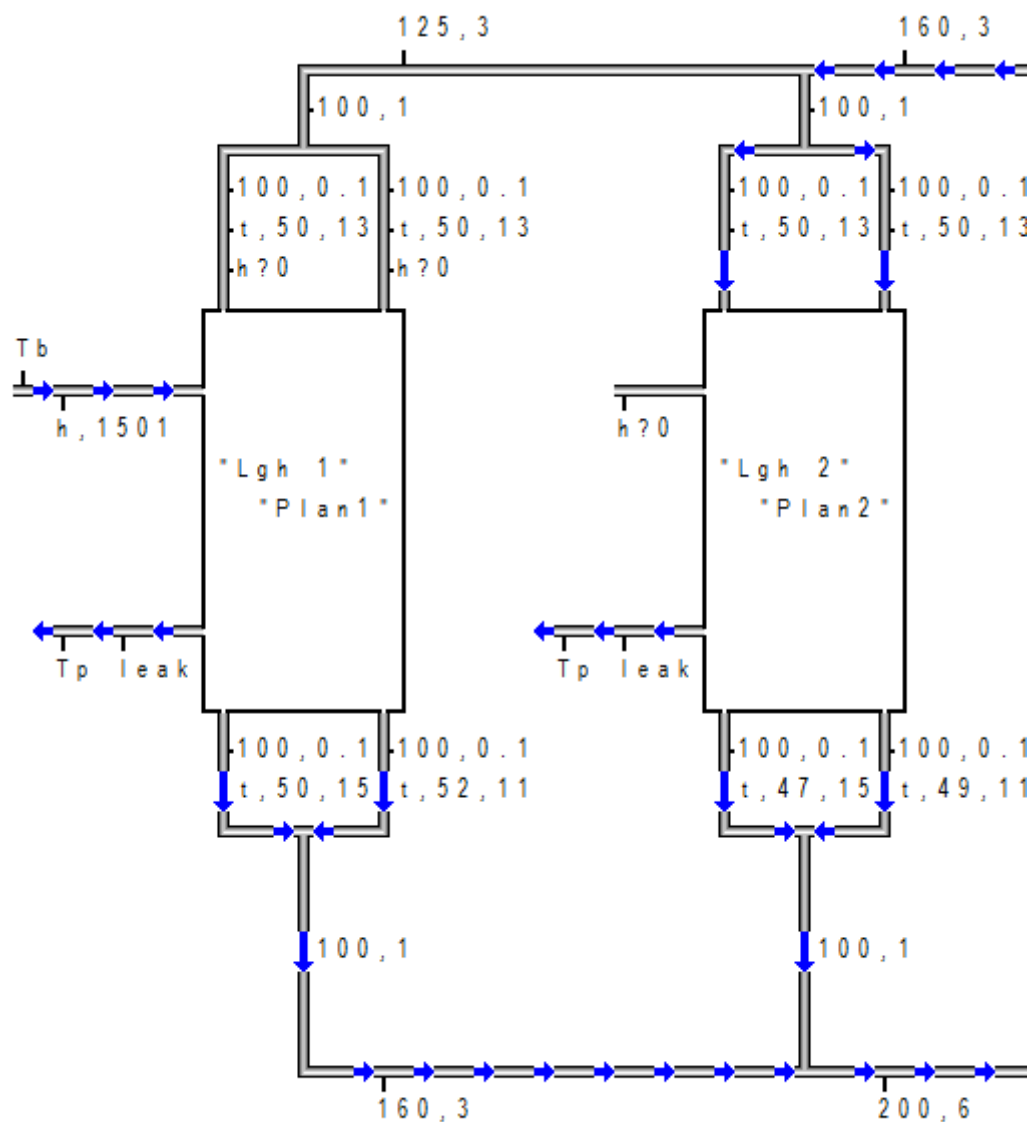 125,3 160,3
100,1 100,1
100,0.1 100,0.1 100,0.1 100,0.1
t,50,13 t,50,13 t,50,13 t,50,13
h?0 h?0
Tb
h,1501 h?0
"Lgh 1" "Lgh 2"
"Plan1" "Plan2"
Tp leak Tp leak
100,0.1 100,0.1 100,0.1 100,0.1
t,50,15 t,52,11 t,47,15 t,49,11
100,1 100,1
160,3 200,6